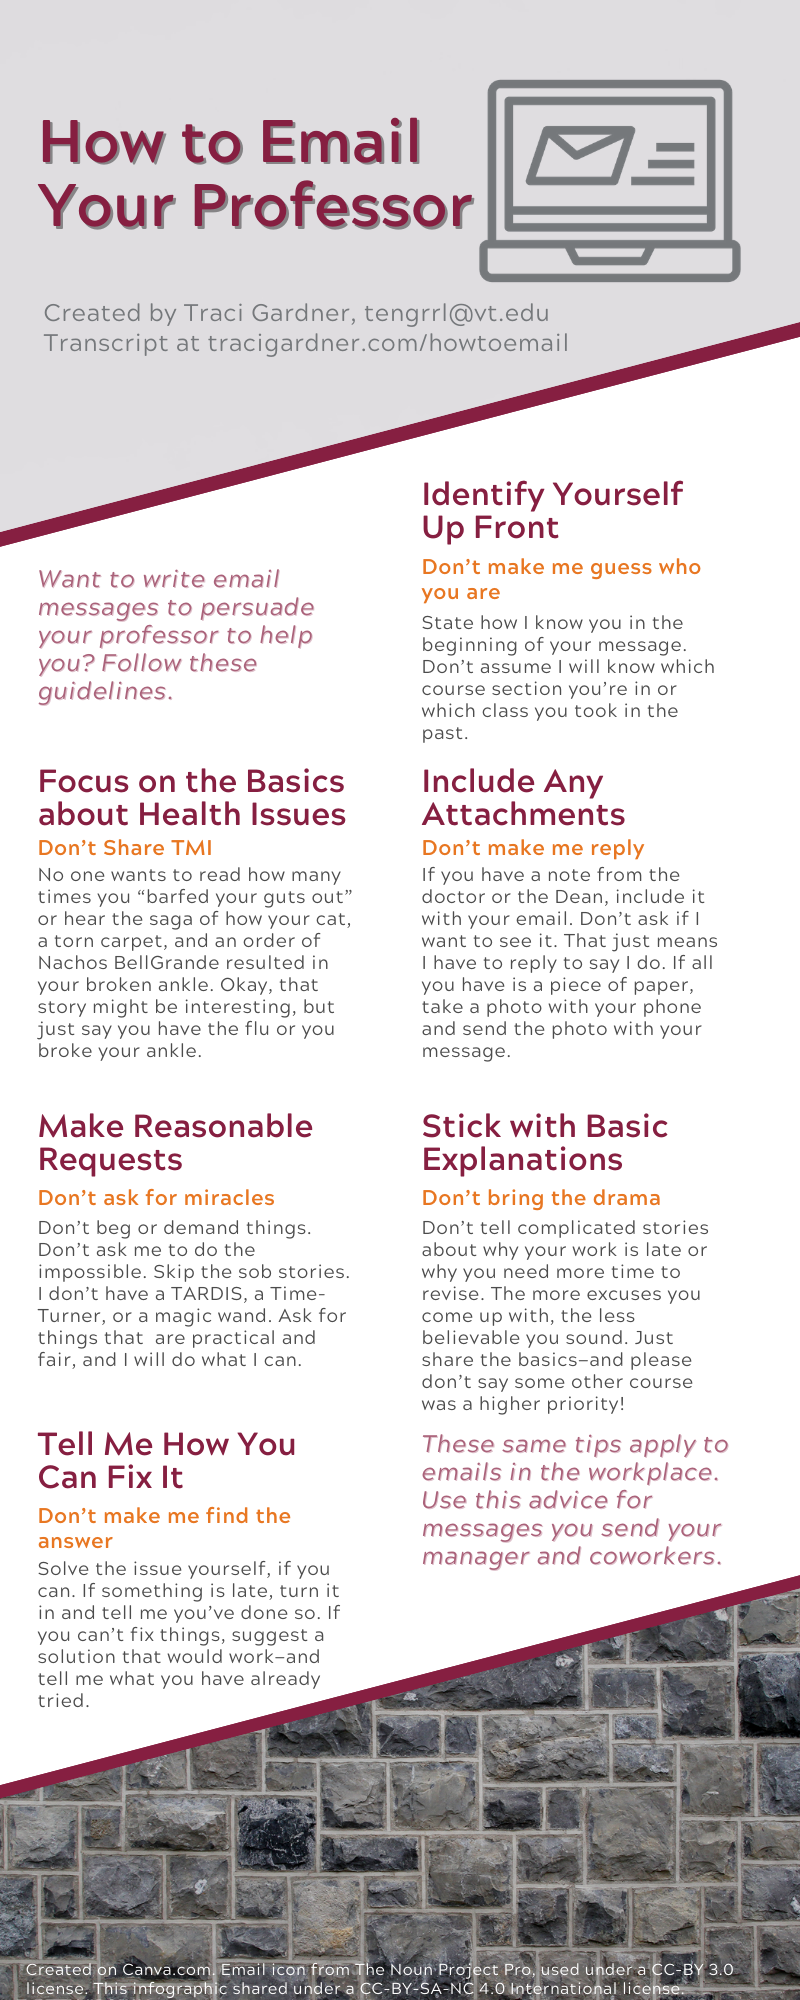 How to Email
Your Professor
Created by Traci Gardner, tengrrl@vt.edu
Transcript at tracigardner.com/howtoemail
Want to write email
messages to persuade
your professor to help
you? Follow these
guidelines.
Identify Yourself
Up Front
Don’t make me guess who
you are
State how I know you in the
beginning of your message.
Don’t assume I will know which
course section you’re in or
which class you took in the
past.
Focus on the Basics
about Health Issues
Don’t Share TMI
No one wants to read how many
times you “barfed your guts out”
or hear the saga of how your cat,
a torn carpet, and an order of
Nachos BellGrande resulted in
your broken ankle. Okay, that
story might be interesting, but
just say you have the flu or you
broke your ankle.
Include Any
Attachments
Don’t make me reply
If you have a note from the
doctor or the Dean, include it
with your email. Don’t ask if I
want to see it. That just means
I have to reply to say I do. If all
you have is a piece of paper,
take a photo with your phone
and send the photo with your
message.
Make Reasonable
Requests
Don’t ask for miracles
Don’t beg or demand things.
Don’t ask me to do the
impossible. Skip the sob stories.
I don’t have a TARDIS, a Time-
Turner, or a magic wand. Ask for
things that  are practical and
fair, and I will do what I can.
Stick with Basic
Explanations
Don’t bring the drama
Don’t tell complicated stories
about why your work is late or
why you need more time to
revise. The more excuses you
come up with, the less
believable you sound. Just
share the basics—and please
don’t say some other course
was a higher priority!
Tell Me How You
Can Fix It
Don’t make me find the
answer
Solve the issue yourself, if you
can. If something is late, turn it
in and tell me you’ve done so. If
you can’t fix things, suggest a
solution that would work—and
tell me what you have already
tried.
These same tips apply to
emails in the workplace.
Use this advice for
messages you send your
manager and coworkers.
Created on Canva.com. Email icon from The Noun Project Pro, used under a CC-BY 3.0
license. This infographic shared under a CC-BY-SA-NC 4.0 International license.